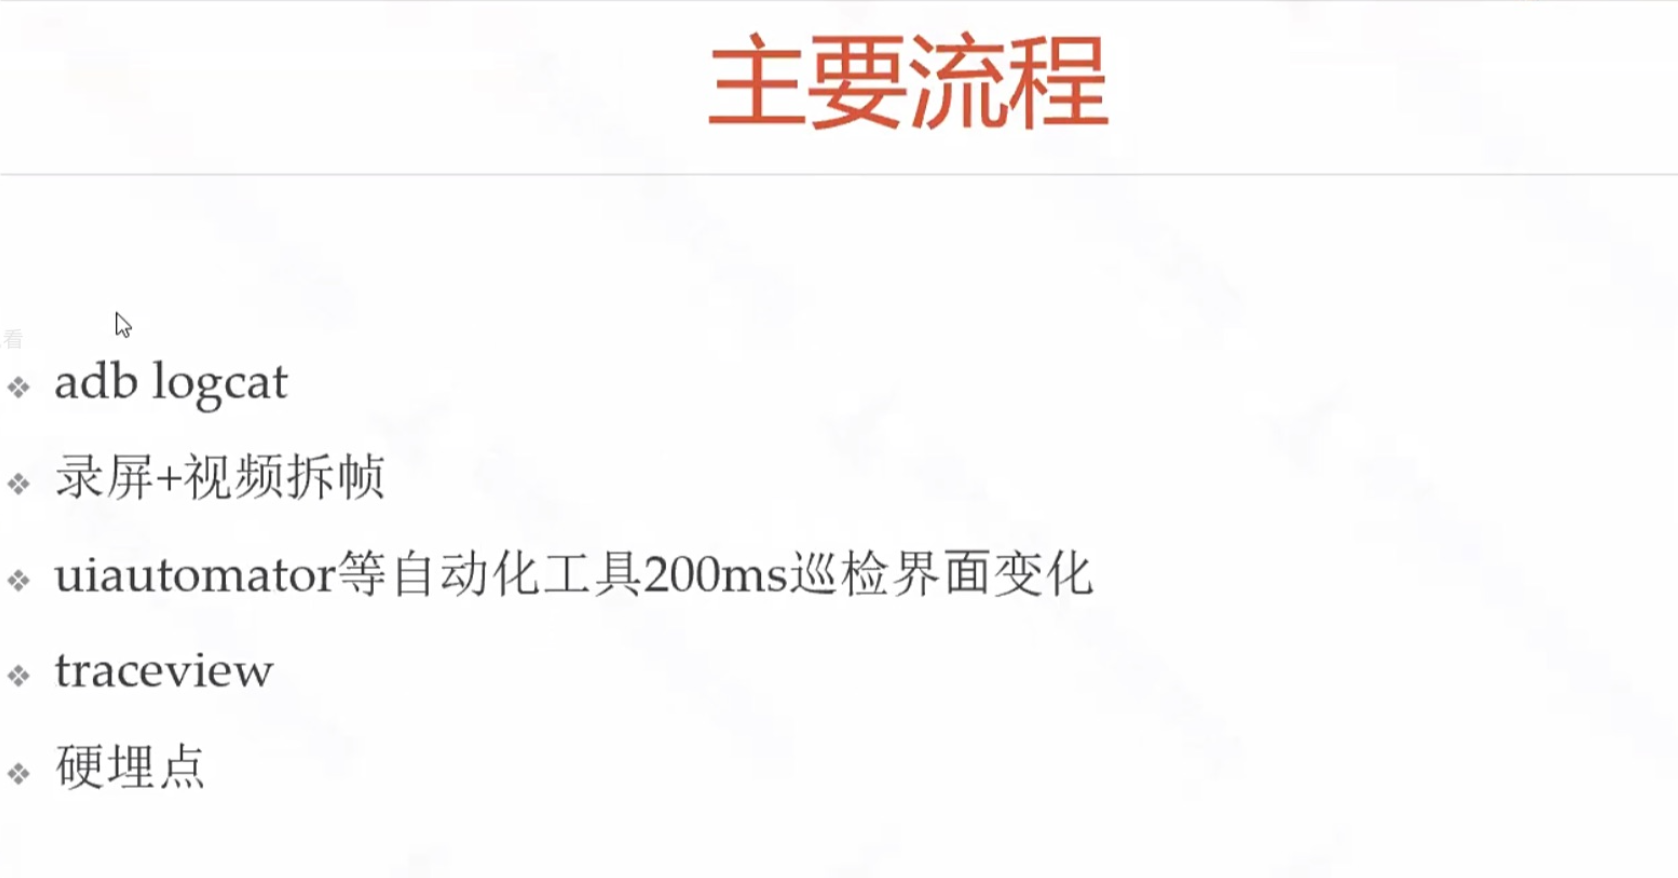 主要流程
看
adb logcat
录屏+视频拆帧
uiautomator等自动化工具200ms巡检界面变化
traceview
硬埋点